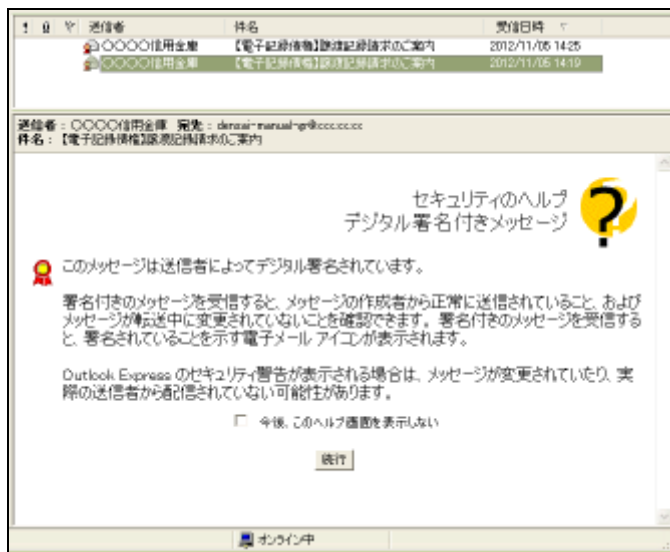 ! 送信者 件名 受信日時
〇〇〇〇信用金庫 【電子記録債権】譲渡記録請求のご案内 2012/11/05 14:25
〇〇〇〇信用金庫 【電子記録債権】譲渡記録請求のご案内 2012/11/05 14:19
送信者: 〇〇〇〇信用金庫 宛先: densai-manual-gr@ccc.cc.cc
件名: 【電子記録債権】譲渡記録請求のご案内
セキュリティのヘルプ
デジタル署名付きメッセージ
このメッセージは送信者によってデジタル署名されています。
署名付きのメッセージを受信すると、メッセージの作成者から正常に送信されていること、および
メッセージが転送中に変更されていないことを確認できます。署名付きのメッセージを受信する
と、署名されていることを示す電子メール アイコンが表示されます。
Outlook Express のセキュリティ警告が表示される場合は、メッセージが変更されていたり、実
際の送信者から配信されていない可能性があります。
今後、このヘルプ画面を表示しない
続行
オンライン中